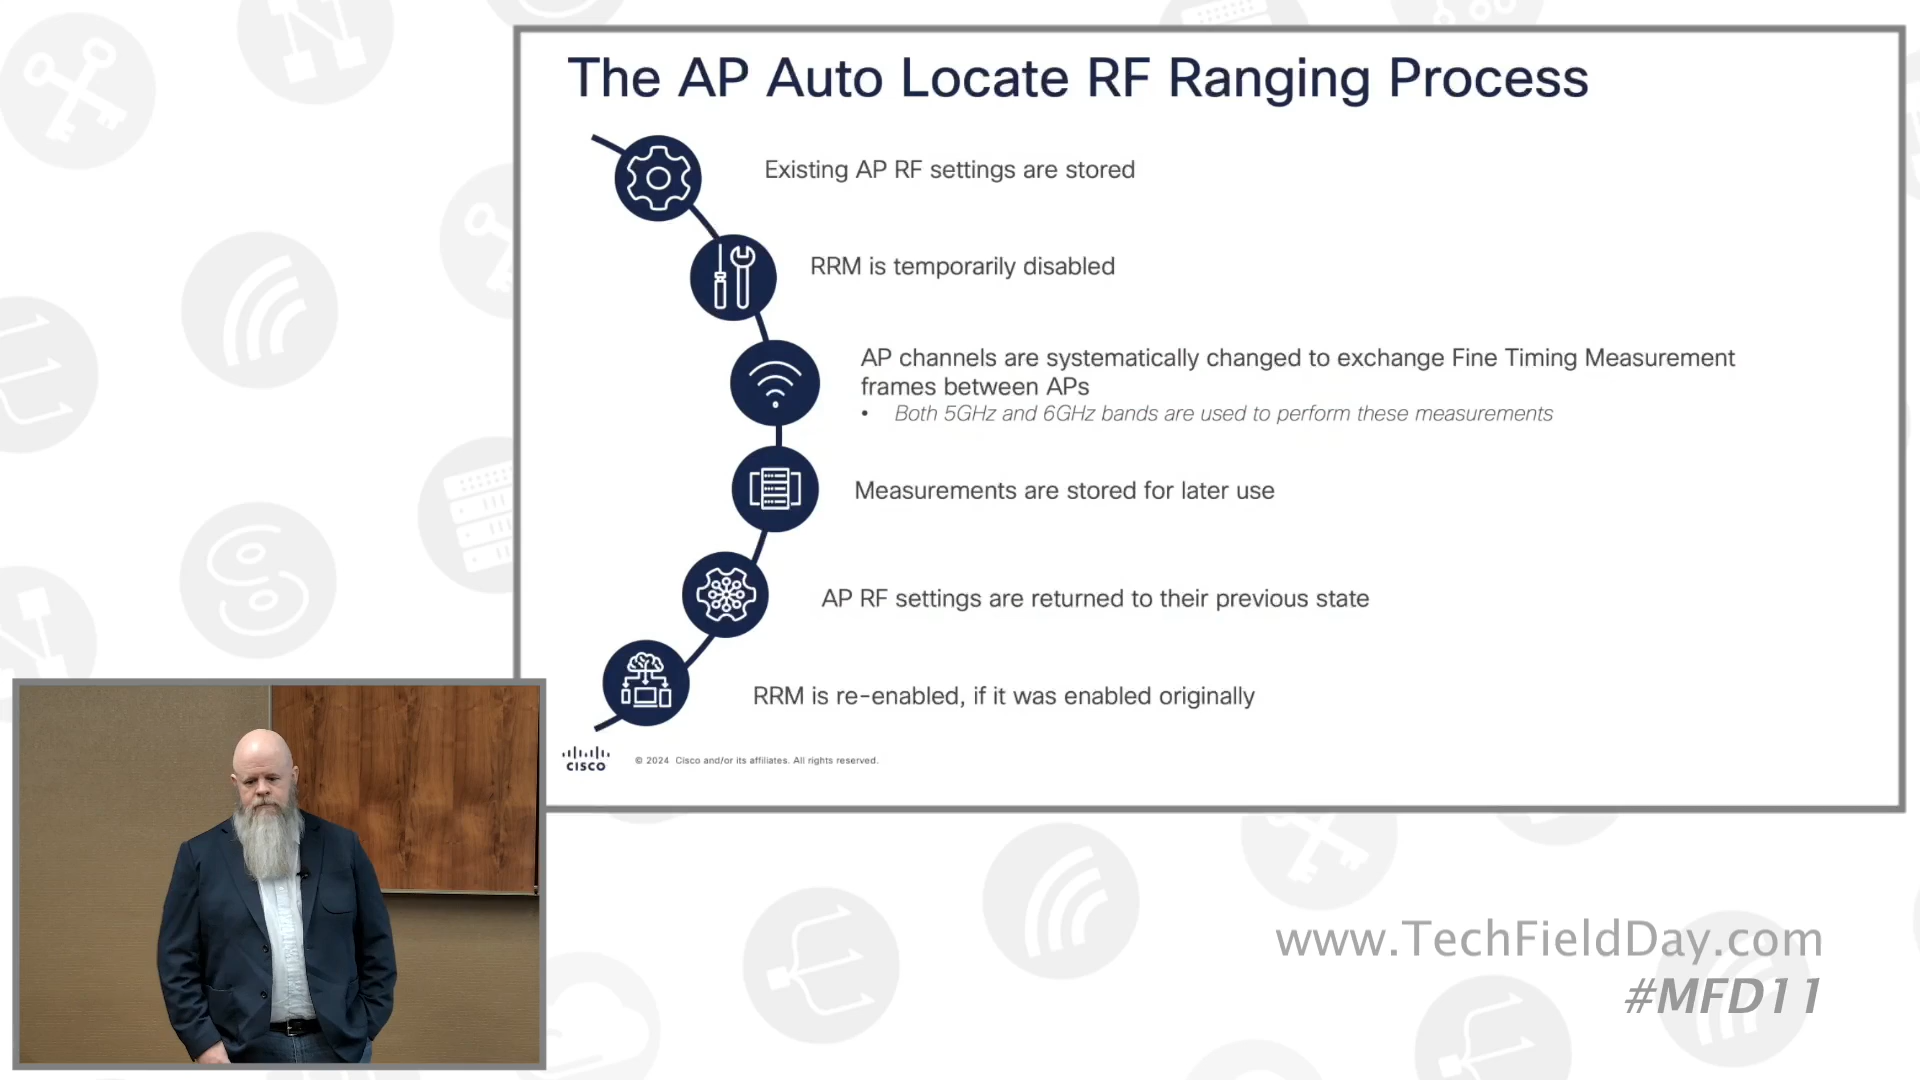 The AP Auto Locate RF Ranging Process
Existing AP RF settings are stored
RRM is temporarily disabled
AP channels are systematically changed to exchange Fine Timing Measurement
frames between APs
• Both 5GHz and 6GHz bands are used to perform these measurements
Measurements are stored for later use
AP RF settings are returned to their previous state
RRM is re-enabled, if it was enabled originally
CISCO
© 2024 Cisco and/or its affiliates. All rights reserved.
www.TechFieldDay.com
#MFD11